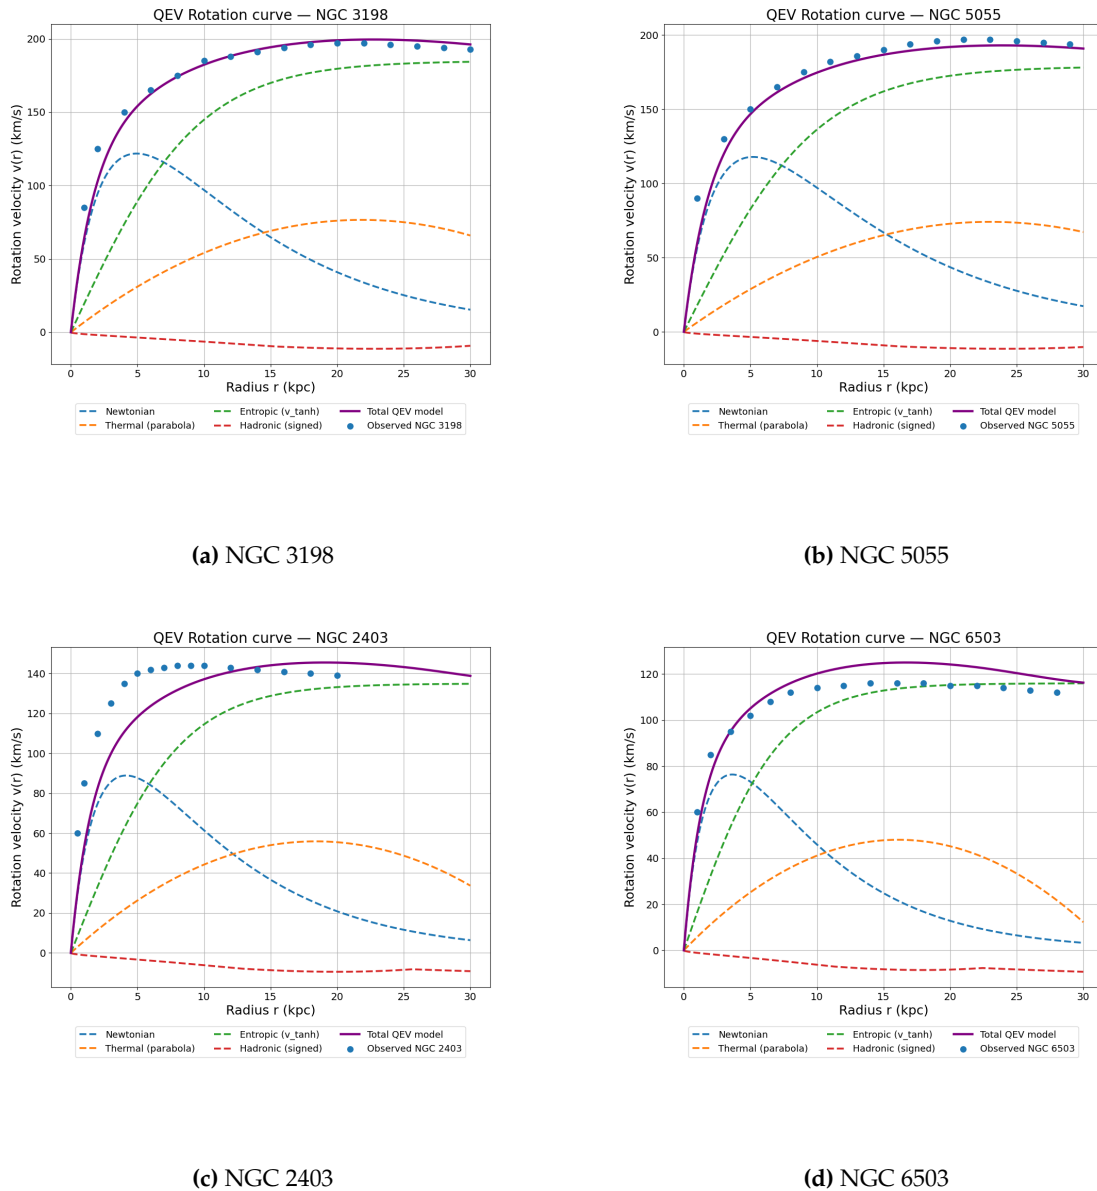 QEV Rotation curve — NGC 3198
Rotation velocity v(r) (km/s)
200
150
100
50
0
0 5 10 15 20 25 30
Radius r (kpc)
Newtonian Entropic (v_tanh) Total QEV model
Thermal (parabola) Hadronic (signed) Observed NGC 3198
(a) NGC 3198
QEV Rotation curve — NGC 5055
Rotation velocity v(r) (km/s)
200
150
100
50
0
0 5 10 15 20 25 30
Radius r (kpc)
Newtonian Entropic (v_tanh) Total QEV model
Thermal (parabola) Hadronic (signed) Observed NGC 5055
(b) NGC 5055
QEV Rotation curve — NGC 2403
Rotation velocity v(r) (km/s)
140
120
100
80
60
40
20
0
0 5 10 15 20 25 30
Radius r (kpc)
Newtonian Entropic (v_tanh) Total QEV model
Thermal (parabola) Hadronic (signed) Observed NGC 2403
(c) NGC 2403
QEV Rotation curve — NGC 6503
Rotation velocity v(r) (km/s)
120
100
80
60
40
20
0
0 5 10 15 20 25 30
Radius r (kpc)
Newtonian Entropic (v_tanh) Total QEV model
Thermal (parabola) Hadronic (signed) Observed NGC 6503
(d) NGC 6503